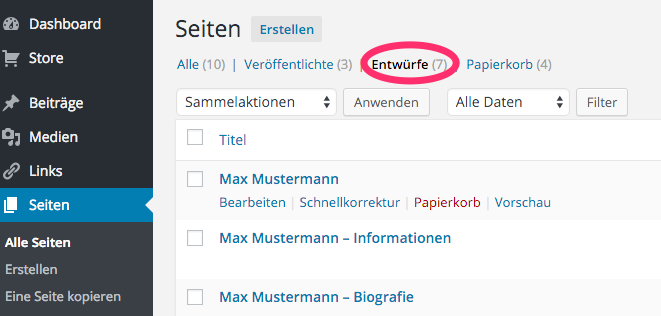 Dashboard
Store
Beiträge
Medien
Links
Seiten
Alle Seiten
Erstellen
Eine Seite kopieren
Seiten Erstellen
Alle (10) | Veröffentlichte (3) | Entwürfe (7) | Papierkorb (4)
Sammelaktionen Anwenden Alle Daten Filter
Titel
Max Mustermann
Bearbeiten | Schnellkorrektur | Papierkorb | Vorschau
Max Mustermann – Informationen
Max Mustermann – Biografie